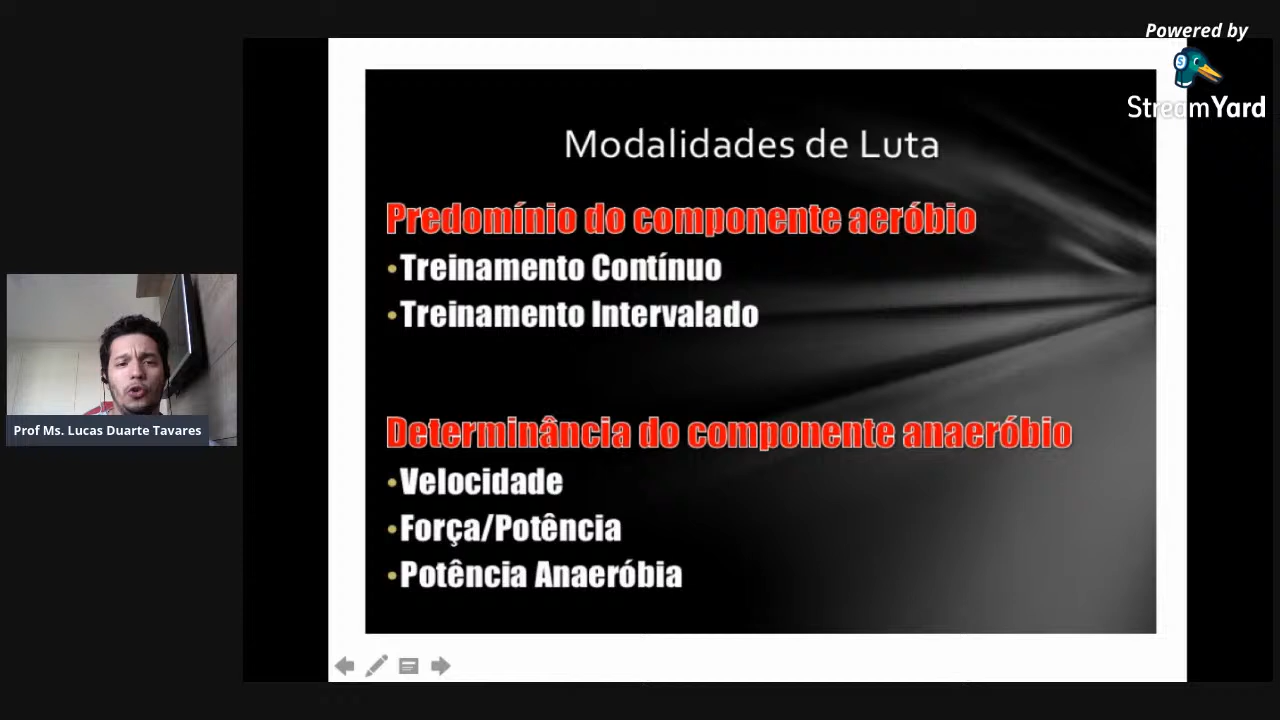 Powered by
StreamYard
Modalidades de Luta
Predomínio do componente aeróbio
•Treinamento Contínuo
•Treinamento Intervalado
Determinância do componente anaeróbio
•Velocidade
•Força/Potência
•Potência Anaeróbia
Prof Ms. Lucas Duarte Tavares